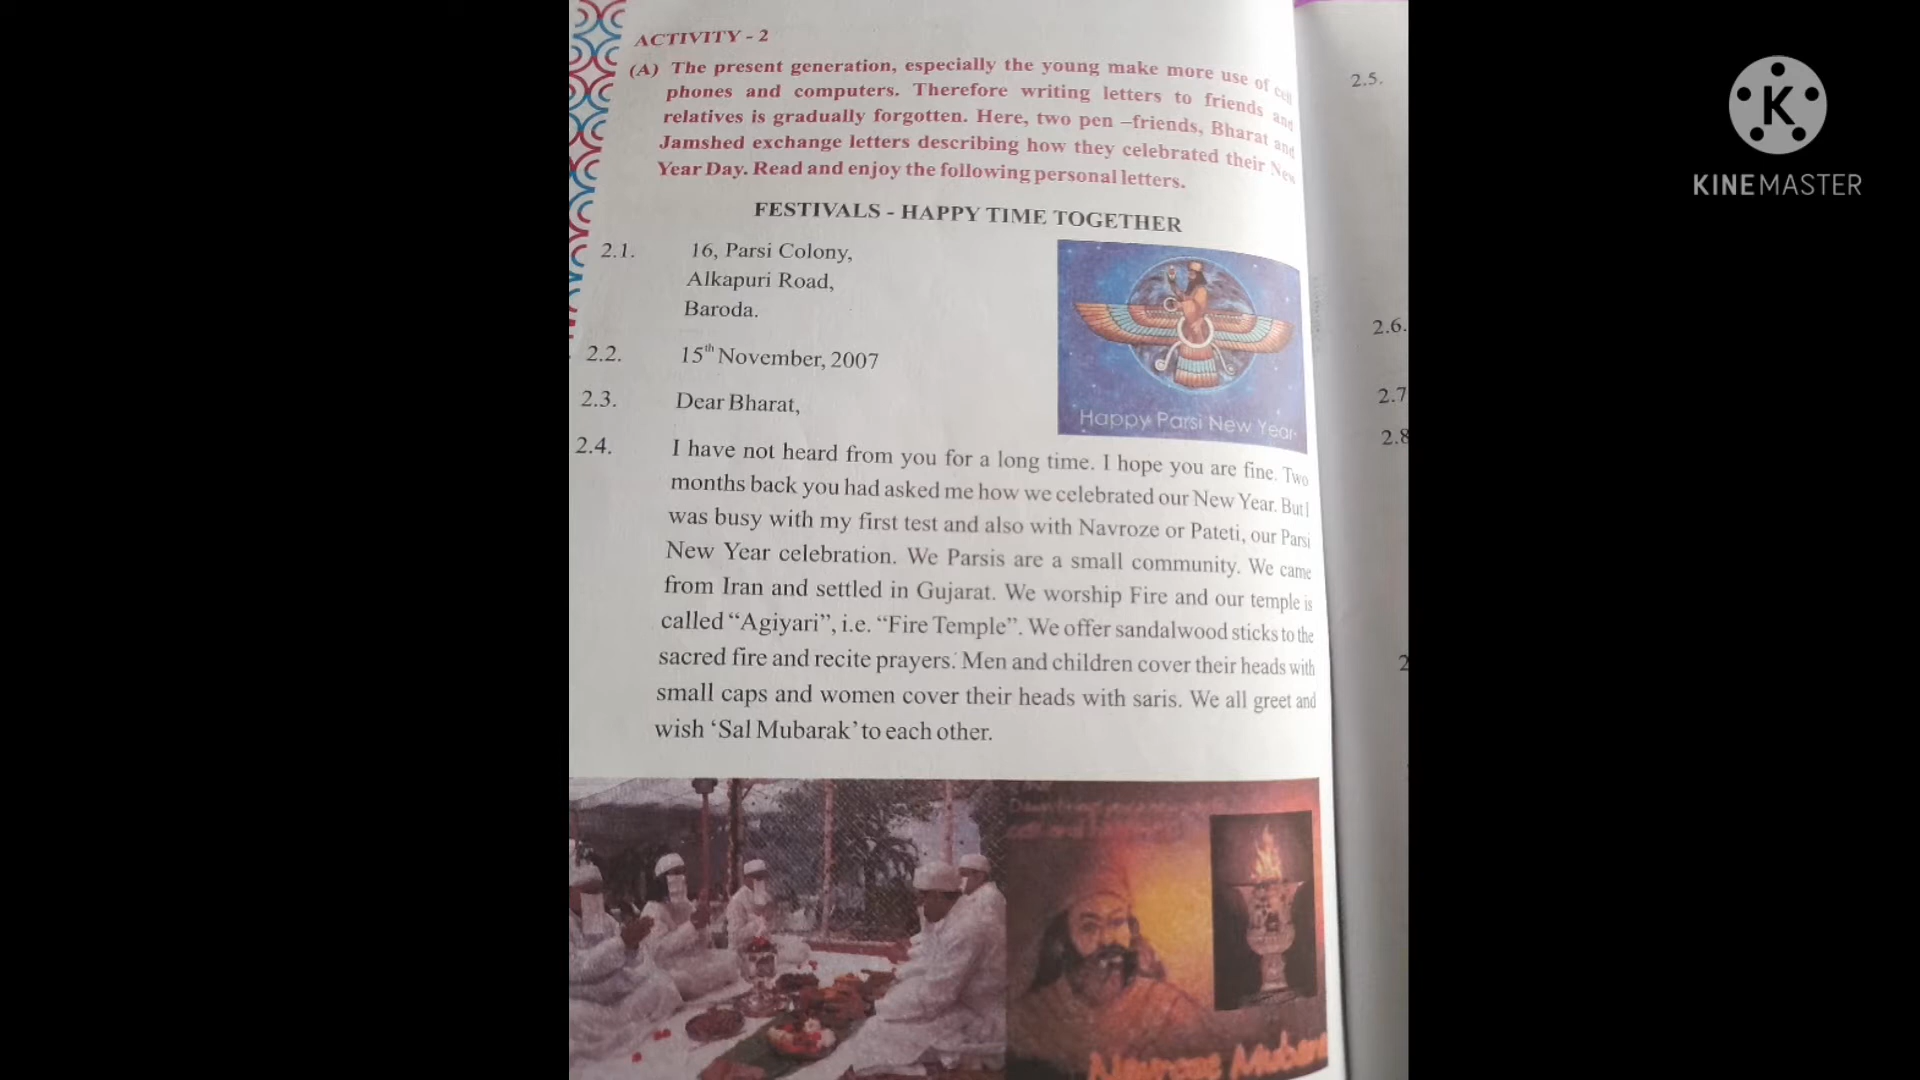 ACTIVITY - 2
(A) The present generation, especially the young make more use of cell
phones and computers. Therefore writing letters to friends and
relatives is gradually forgotten. Here, two pen –friends, Bharat and
Jamshed exchange letters describing how they celebrated their New
Year Day. Read and enjoy the following personal letters.
FESTIVALS - HAPPY TIME TOGETHER
2.1. 16, Parsi Colony,
Alkapuri Road,
Baroda.
2.2. 15th November, 2007
2.3. Dear Bharat,
Happy Parsi New Year
2.4. I have not heard from you for a long time. I hope you are fine. Two
months back you had asked me how we celebrated our New Year. But I
was busy with my first test and also with Navroze or Pateti, our Parsi
New Year celebration. We Parsis are a small community. We came
from Iran and settled in Gujarat. We worship Fire and our temple is
called “Agiyari”, i.e. “Fire Temple”. We offer sandalwood sticks to the
sacred fire and recite prayers. Men and children cover their heads with
small caps and women cover their heads with saris. We all greet and
wish ‘Sal Mubarak’ to each other.
2.5.
2.6.
2.7
2.8
2
K
KINEMASTER